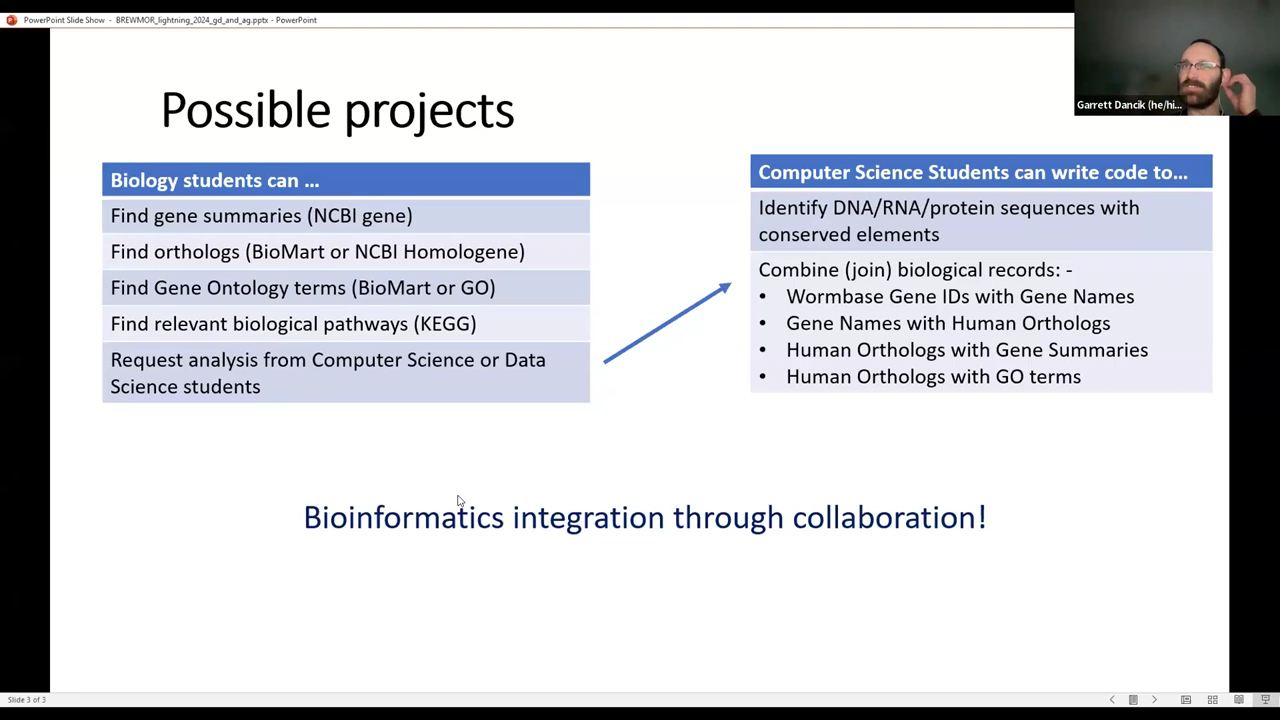 PowerPoint Slide Show - BREWMOR_lightning_2024_gd_and_ag.pptx - PowerPoint
Garrett Dancik (he/hi...
Possible projects
Biology students can ...
Find gene summaries (NCBI gene)
Find orthologs (BioMart or NCBI Homologene)
Find Gene Ontology terms (BioMart or GO)
Find relevant biological pathways (KEGG)
Request analysis from Computer Science or Data
Science students
Computer Science Students can write code to...
Identify DNA/RNA/protein sequences with
conserved elements
Combine (join) biological records: -
• Wormbase Gene IDs with Gene Names
• Gene Names with Human Orthologs
• Human Orthologs with Gene Summaries
• Human Orthologs with GO terms
Bioinformatics integration through collaboration!
Slide 3 of 3